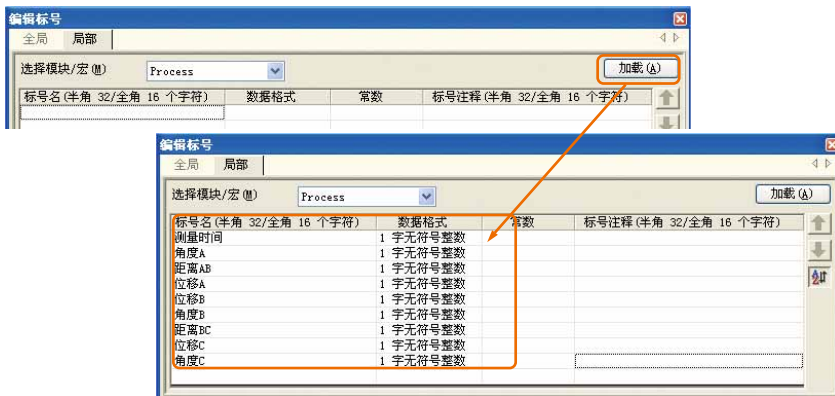 编辑标号
全局 局部
选择模块/宏(M) Process 加载(A)
标号名(半角 32/全角 16 个字符) 数据格式 常数 标号注释(半角 32/全角 16 个字符)
编辑标号
全局 局部
选择模块/宏(M) Process 加载(A)
标号名(半角 32/全角 16 个字符) 数据格式 常数 标号注释(半角 32/全角 16 个字符)
测量时间 1 字无符号整数
角度A 1 字无符号整数
距离AB 1 字无符号整数
位移A 1 字无符号整数
位移B 1 字无符号整数
角度B 1 字无符号整数
距离BC 1 字无符号整数
位移C 1 字无符号整数
角度C 1 字无符号整数